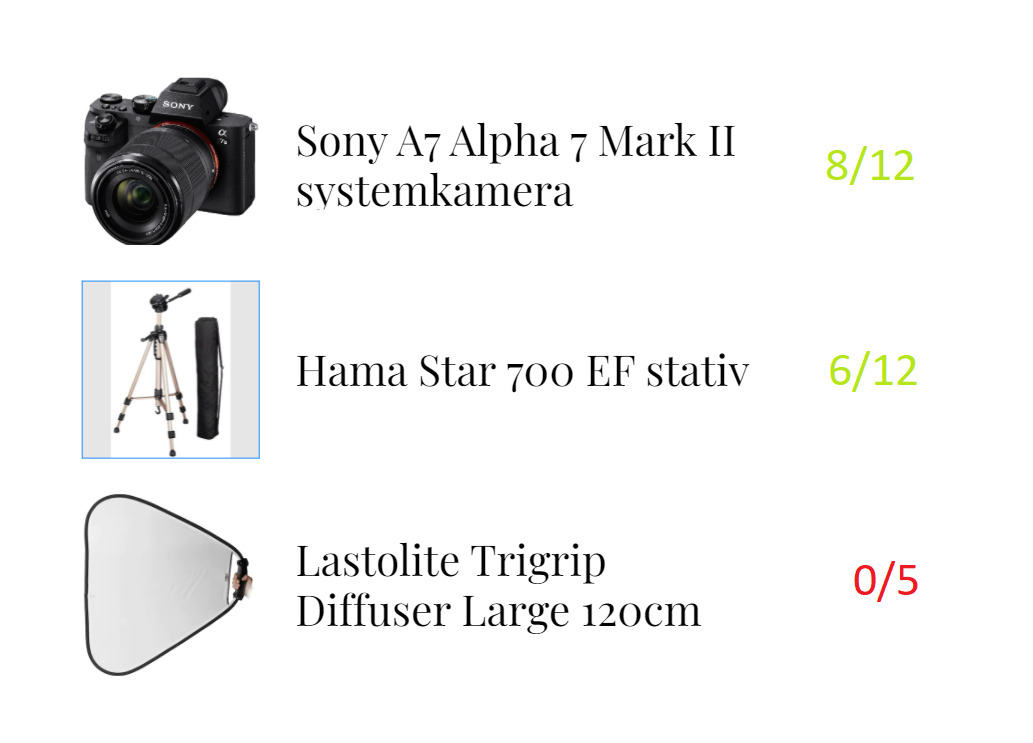 SONY
Sony A7 Alpha 7 Mark II
systemkamera
8/12
Hama Star 700 EF stativ
6/12
Lastolite Trigrip
Diffuser Large 120cm
0/5